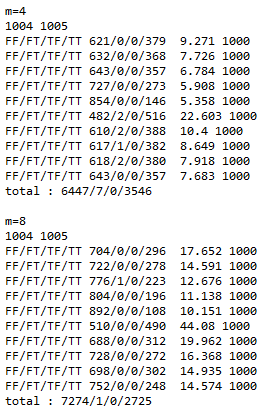 m=4
1004 1005
FF/FT/TF/TT 621/0/0/379 9.271 1000
FF/FT/TF/TT 632/0/0/368 7.726 1000
FF/FT/TF/TT 643/0/0/357 6.784 1000
FF/FT/TF/TT 727/0/0/273 5.908 1000
FF/FT/TF/TT 854/0/0/146 5.358 1000
FF/FT/TF/TT 482/2/0/516 22.603 1000
FF/FT/TF/TT 610/2/0/388 10.4 1000
FF/FT/TF/TT 617/1/0/382 8.649 1000
FF/FT/TF/TT 618/2/0/380 7.918 1000
FF/FT/TF/TT 643/0/0/357 7.683 1000
total : 6447/7/0/3546
m=8
1004 1005
FF/FT/TF/TT 704/0/0/296 17.652 1000
FF/FT/TF/TT 722/0/0/278 14.591 1000
FF/FT/TF/TT 776/1/0/223 12.676 1000
FF/FT/TF/TT 804/0/0/196 11.138 1000
FF/FT/TF/TT 892/0/0/108 10.151 1000
FF/FT/TF/TT 510/0/0/490 44.08 1000
FF/FT/TF/TT 688/0/0/312 19.962 1000
FF/FT/TF/TT 728/0/0/272 16.368 1000
FF/FT/TF/TT 698/0/0/302 14.935 1000
FF/FT/TF/TT 752/0/0/248 14.574 1000
total : 7274/1/0/2725